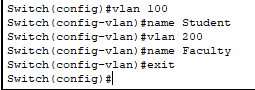 Switch(config)#vlan 100
Switch(config-vlan)#name Student
Switch(config-vlan)#vlan 200
Switch(config-vlan)#name Faculty
Switch(config-vlan)#exit
Switch(config)#